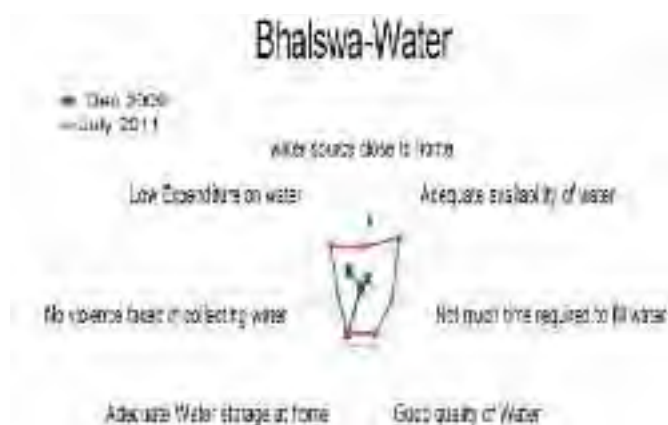 Bhalswa-Water
Dec 2009
July 2011
water source close to home
Low Expenditure on water
Adequate availability of water
No violence faced in collecting water
Not much time required to fill water
Adequate Water storage at home
Good quality of Water